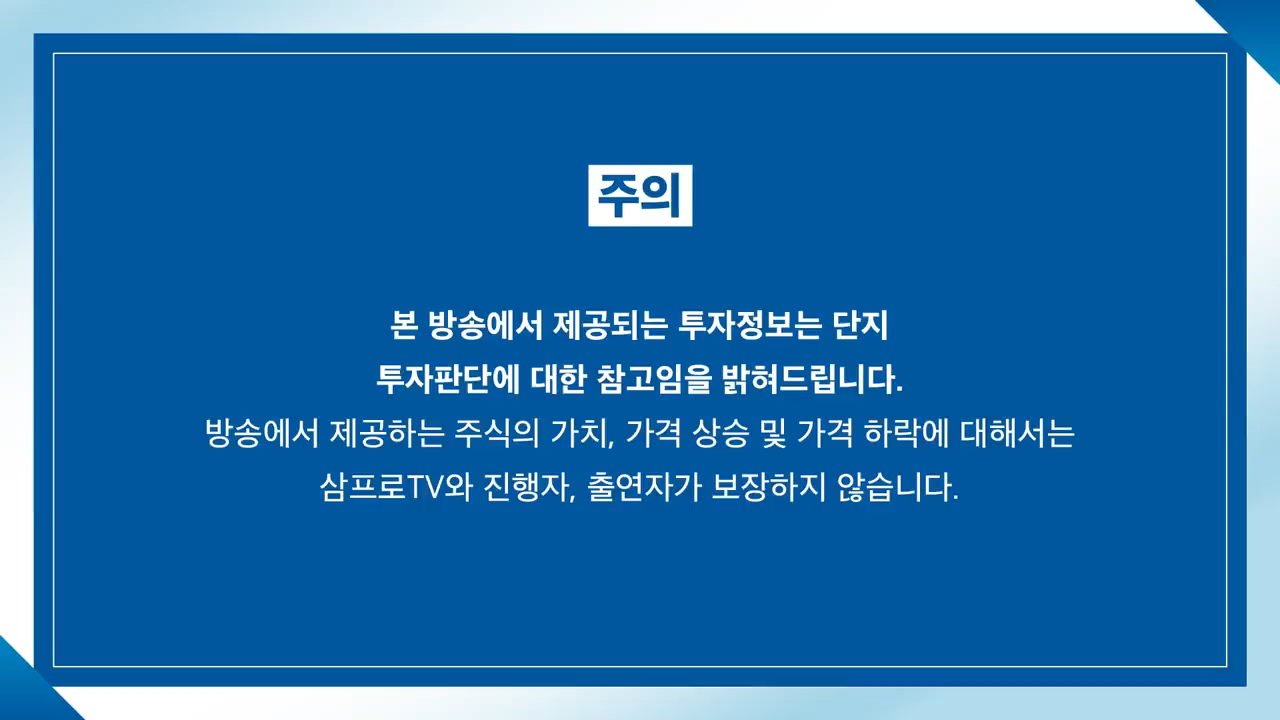 주의
본 방송에서 제공되는 투자정보는 단지
투자판단에 대한 참고임을 밝혀드립니다.
방송에서 제공하는 주식의 가치, 가격 상승 및 가격 하락에 대해서는
삼프로TV와 진행자, 출연자가 보장하지 않습니다.